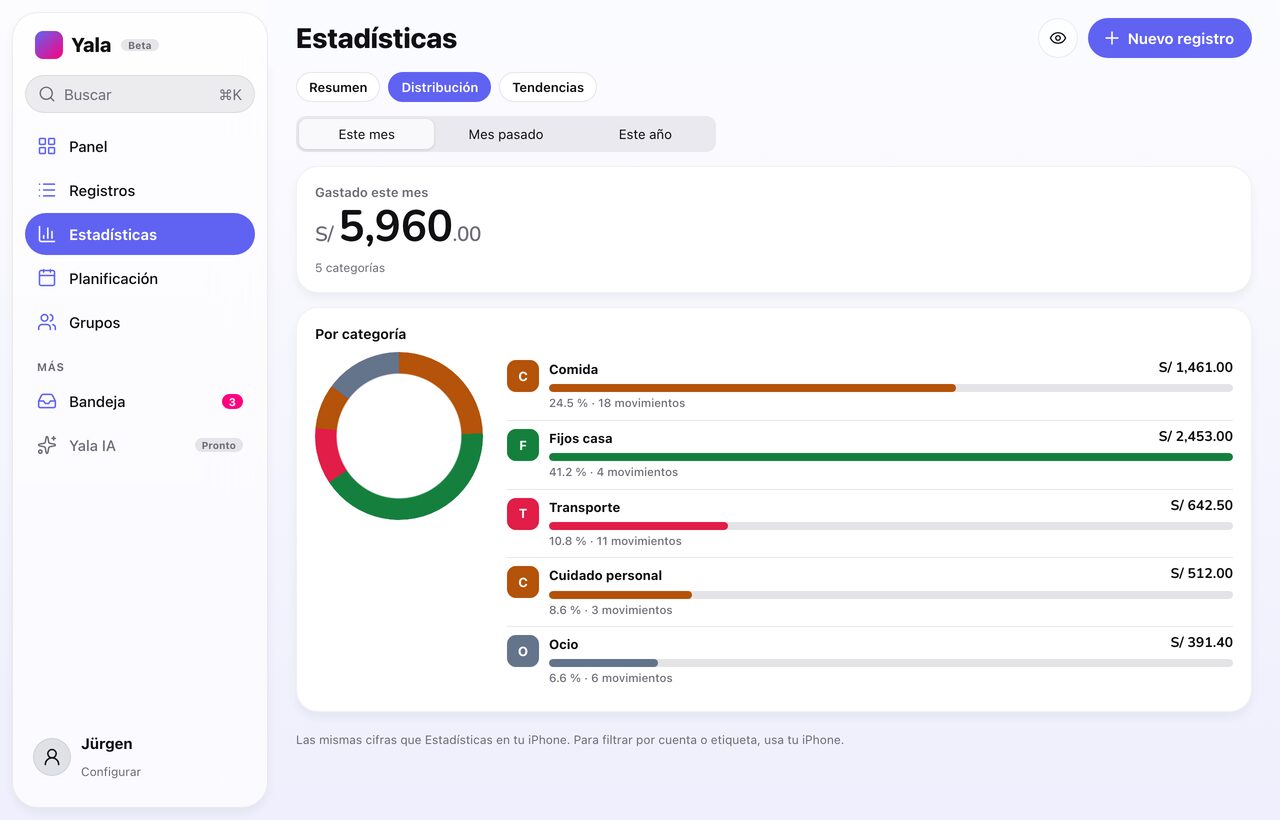 Yala Beta
Buscar ⌘K
Panel
Registros
Estadísticas
Planificación
Grupos
MÁS
Bandeja 3
Yala IA Pronto
Jürgen
Configurar
Estadísticas
Nuevo registro
Resumen Distribución Tendencias
Este mes Mes pasado Este año
Gastado este mes
S/ 5,960.00
5 categorías
Por categoría
C Comida S/ 1,461.00
24.5 % · 18 movimientos
F Fijos casa S/ 2,453.00
41.2 % · 4 movimientos
T Transporte S/ 642.50
10.8 % · 11 movimientos
C Cuidado personal S/ 512.00
8.6 % · 3 movimientos
O Ocio S/ 391.40
6.6 % · 6 movimientos
Las mismas cifras que Estadísticas en tu iPhone. Para filtrar por cuenta o etiqueta, usa tu iPhone.